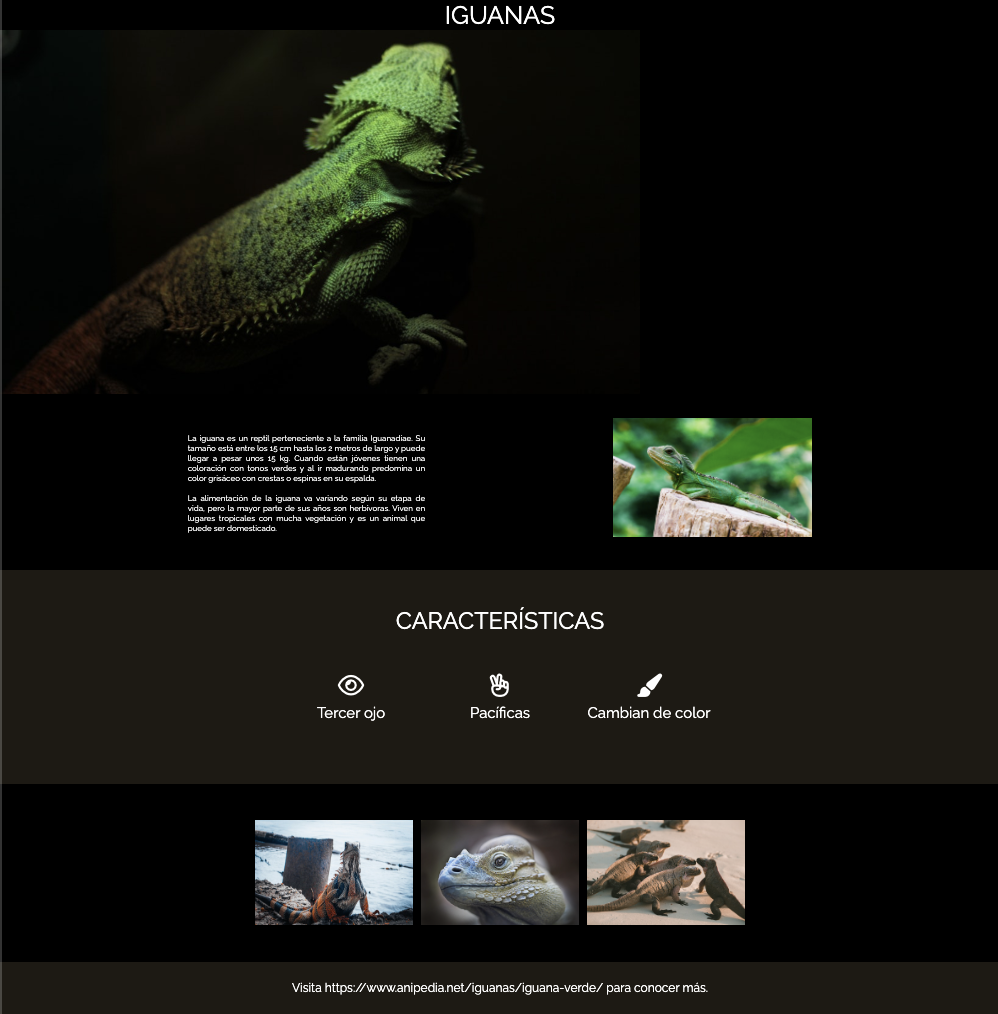 IGUANAS
La iguana es un reptil perteneciente a la familia Iguanadiae. Su
tamaño está entre los 15 cm hasta los 2 metros de largo y puede
llegar a pesar unos 15 kg. Cuando están jóvenes tienen una
coloración con tonos verdes y al ir madurando predomina un
color grisáceo con crestas o espinas en su espalda.
La alimentación de la iguana va variando según su etapa de
vida, pero la mayor parte de sus años son herbívoras. Viven en
lugares tropicales con mucha vegetación y es un animal que
puede ser domesticado.
CARACTERÍSTICAS
Tercer ojo
Pacíficas
Cambian de color
Visita https://www.anipedia.net/iguanas/iguana-verde/ para conocer más.